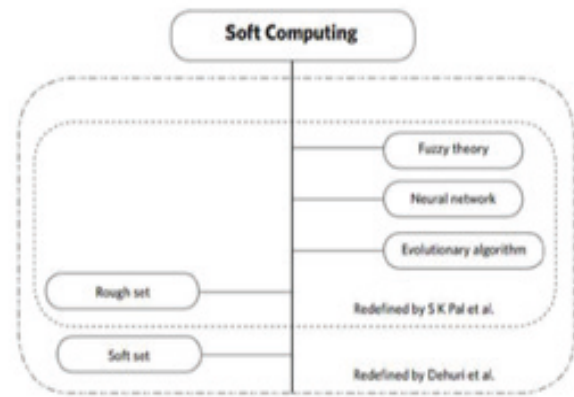 Soft Computing
Fuzzy theory
Neural network
Evolutionary algorithm
Rough set
Redefined by S K Pal et al.
Soft set
Redefined by Dehuri et al.